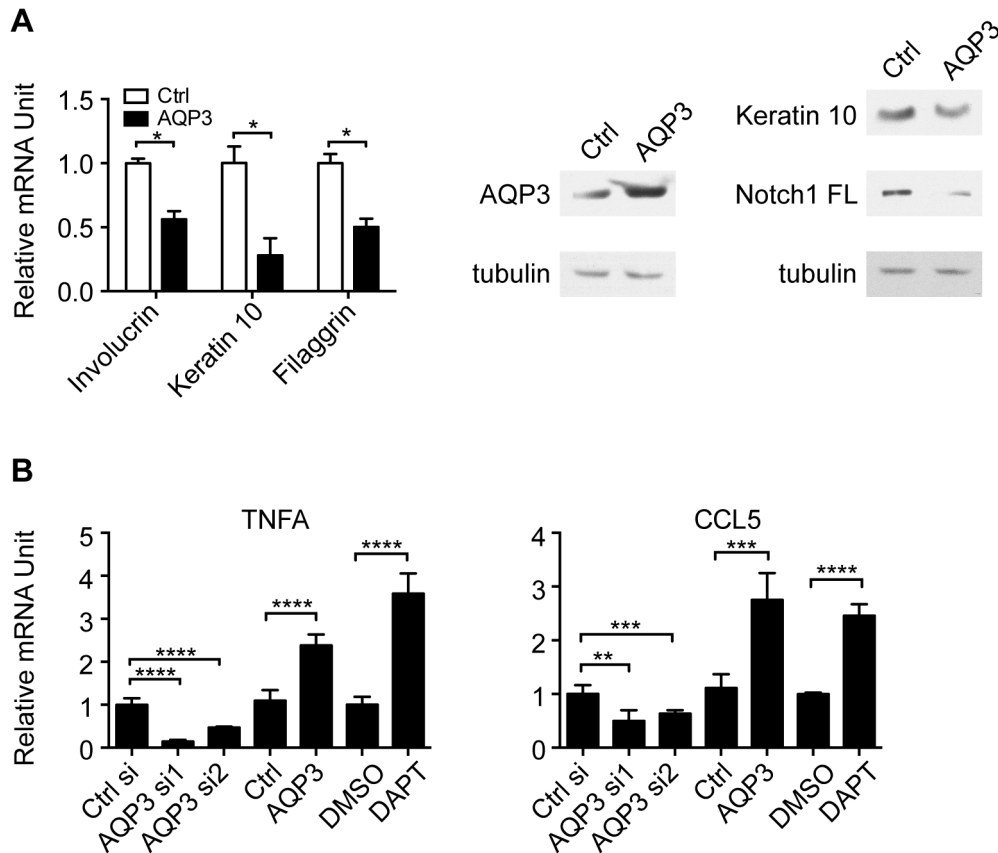 A
Relative mRNA Unit
1.5
1.0
0.5
0.0
Ctrl
AQP3
*
*
*
Involucrin
Keratin 10
Filaggrin
Ctrl
AQP3
AQP3
tubulin
Ctrl
AQP3
Keratin 10
Notch1 FL
tubulin
B
TNFA
Relative mRNA Unit
5
4
3
2
1
0
****
****
****
****
Ctrl si
AQP3 si1
AQP3 si2
Ctrl
AQP3
DMSO
DAPT
CCL5
4
3
2
1
0
***
**
***
****
Ctrl si
AQP3 si1
AQP3 si2
Ctrl
AQP3
DMSO
DAPT